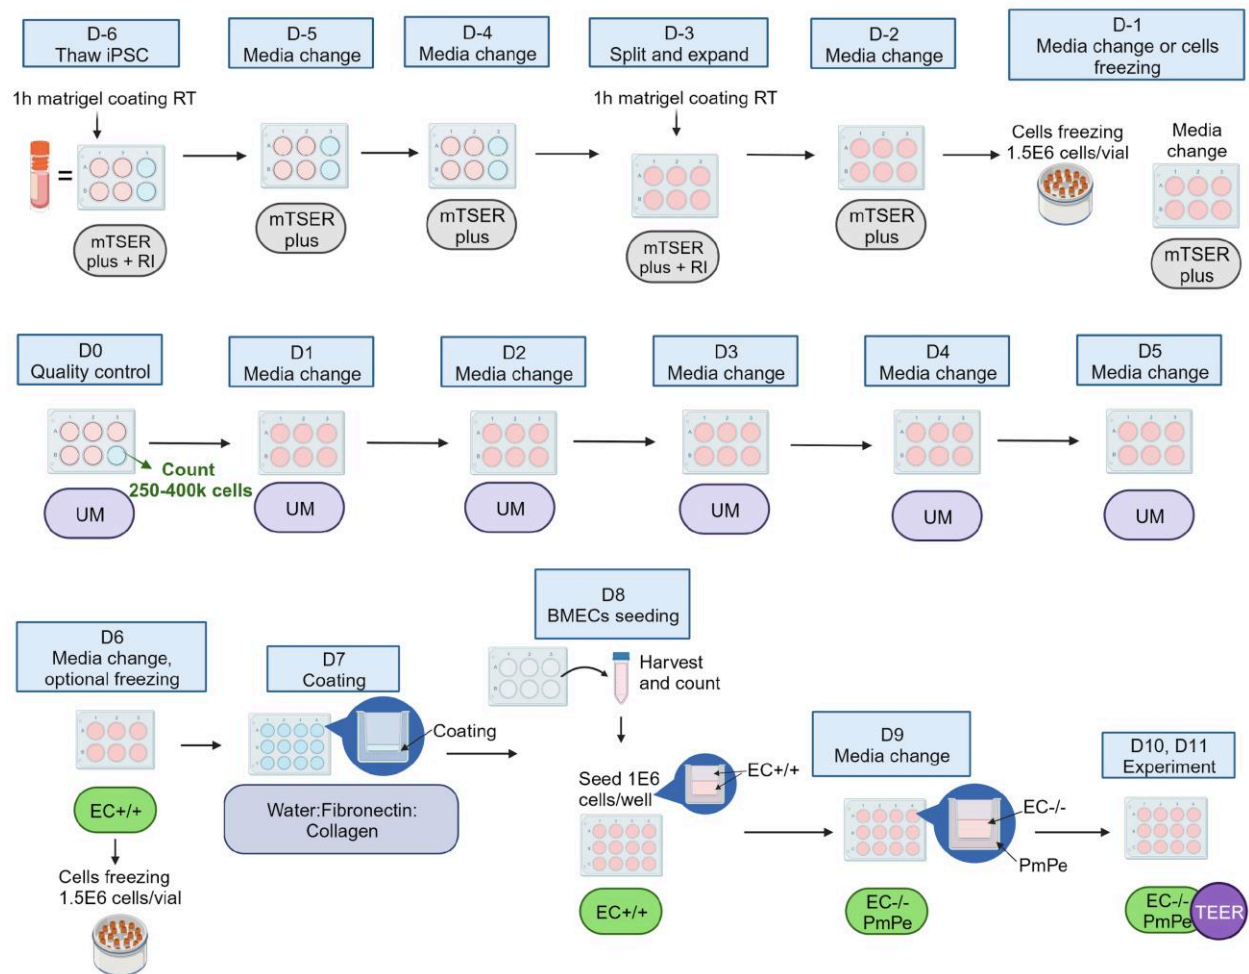 D-6
Thaw iPSC
D-5
Media change
D-4
Media change
D-3
Split and expand
D-2
Media change
D-1
Media change or cells
freezing
1h matrigel coating RT
1h matrigel coating RT
Cells freezing
1.5E6 cells/vial
Media
change
=
mTSER
plus + RI
mTSER
plus
mTSER
plus
mTSER
plus + RI
mTSER
plus
mTSER
plus
D0
Quality control
D1
Media change
D2
Media change
D3
Media change
D4
Media change
D5
Media change
Count
250-400k cells
UM
UM
UM
UM
UM
UM
D6
Media change,
optional freezing
D7
Coating
D8
BMECs seeding
Harvest
and count
Coating
D9
Media change
D10, D11
Experiment
Seed 1E6
cells/well
EC+/+
EC-/-
PmPe
EC+/+
Water:Fibronectin:
Collagen
Cells freezing
1.5E6 cells/vial
EC+/+
EC-/-
PmPe
EC-/-
PmPe
TEER